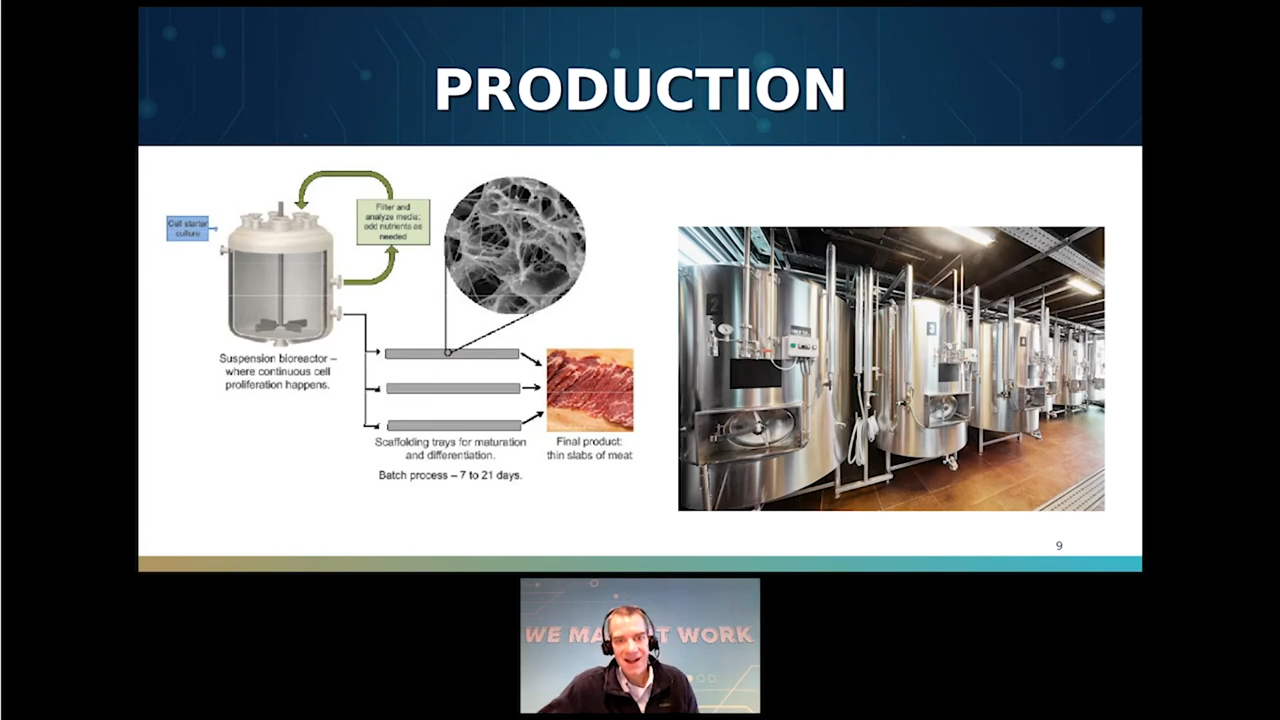 PRODUCTION
Cell starter
culture
Filter and
analyze media;
add nutrients as
needed
Suspension bioreactor –
where continuous cell
proliferation happens.
Scaffolding trays for maturation
and differentiation.
Batch process – 7 to 21 days.
Final product:
thin slabs of meat
2
3
9
WE MA T WORK